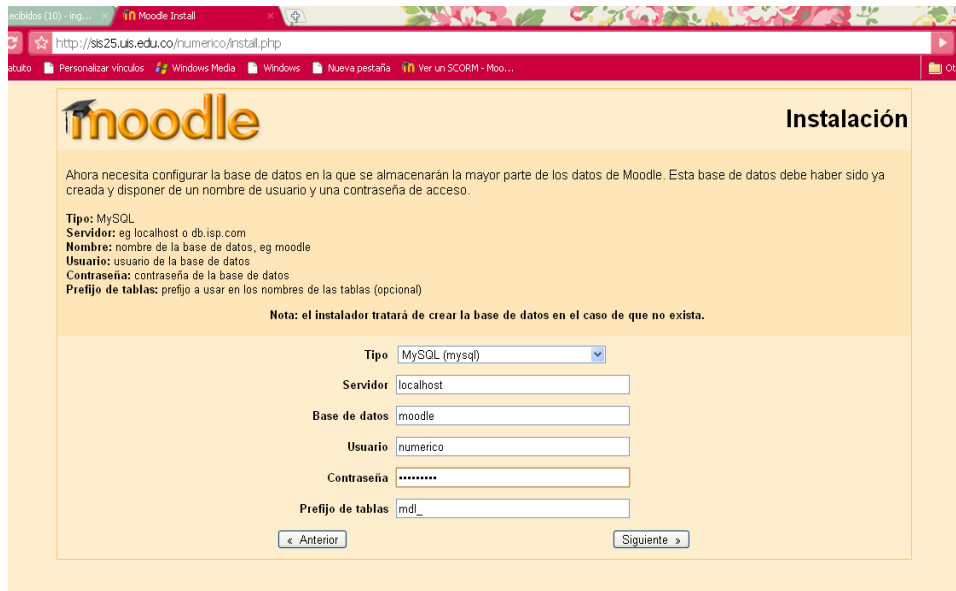 ecibidos (10) - ing...
Moodle Install
http://sis25.uis.edu.co/numerico/install.php
atuito Personalizar vínculos Windows Media Windows Nueva pestaña Ver un SCORM - Moo... Ot
moodle
Instalación
Ahora necesita configurar la base de datos en la que se almacenarán la mayor parte de los datos de Moodle. Esta base de datos debe haber sido ya
creada y disponer de un nombre de usuario y una contraseña de acceso.
Tipo: MySQL
Servidor: eg localhost o db.isp.com
Nombre: nombre de la base de datos, eg moodle
Usuario: usuario de la base de datos
Contraseña: contraseña de la base de datos
Prefijo de tablas: prefijo a usar en los nombres de las tablas (opcional)
Nota: el instalador tratará de crear la base de datos en el caso de que no exista.
Tipo MySQL (mysql)
Servidor localhost
Base de datos moodle
Usuario numerico
Contraseña •••••••••
Prefijo de tablas mdl_
« Anterior Siguiente »